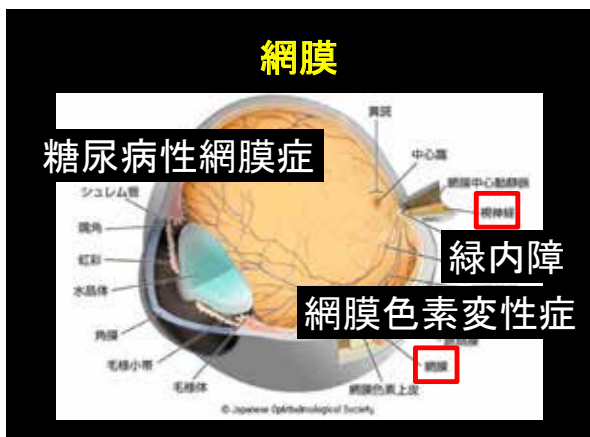 網膜
黄斑
糖尿病性網膜症
中心窩
シュレム管
網膜中心動静脈
隅角
視神経
虹彩
緑内障
水晶体
網膜色素変性症
角膜
毛様小帯
網膜
毛様体
網膜色素上皮
© Japanese Ophthalmological Society